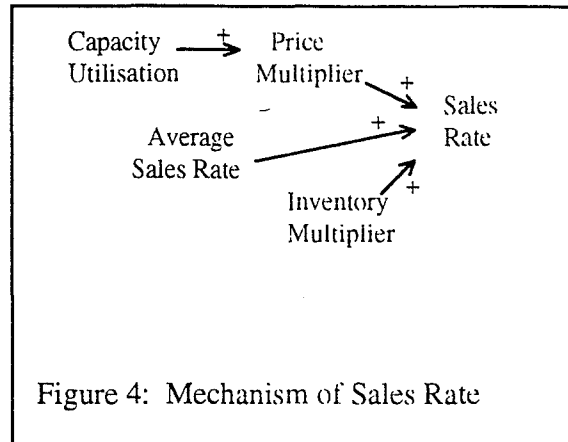 Capacity
Utilisation
+
Price
Multiplier
+
Sales
Rate
Average
Sales Rate
+
Inventory
Multiplier
+
Figure 4: Mechanism of Sales Rate